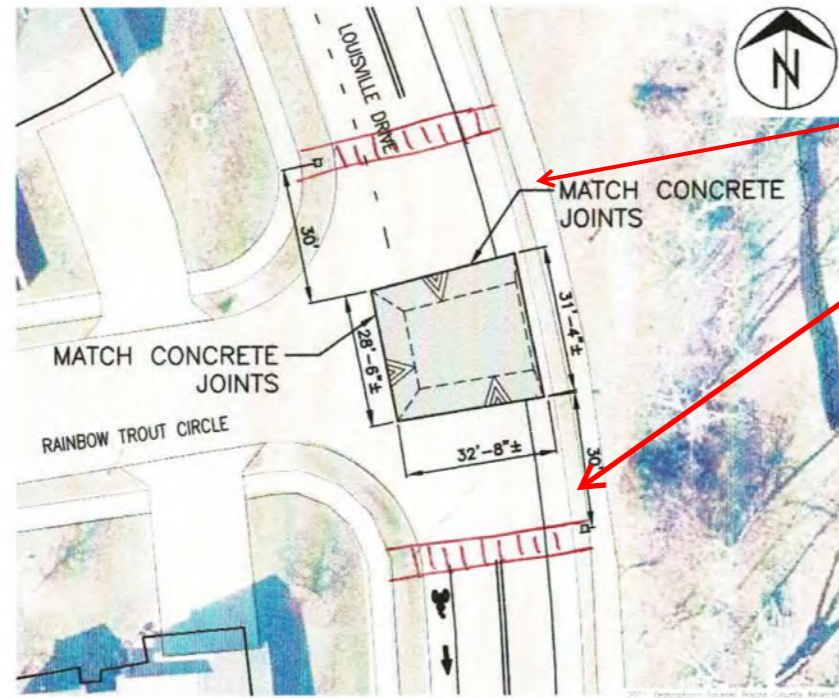 N
LOUISVILLE DRIVE
MATCH CONCRETE
JOINTS
30'
31'-4"±
28'-6"±
MATCH CONCRETE
JOINTS
RAINBOW TROUT CIRCLE
32'-8"±
30'